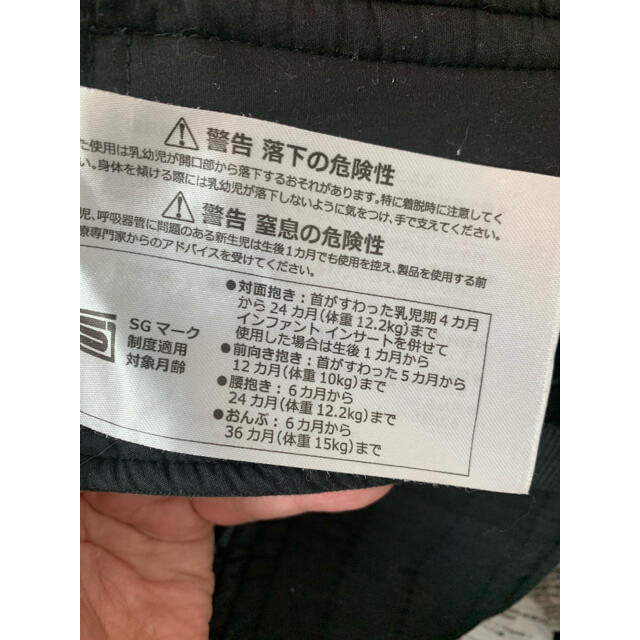 警告 落下の危険性
た使用は乳幼児が開口部から落下するおそれがあります。特に着脱時に注意してく
い。身体を傾ける際には乳幼児が落下しないように気をつけ、手で支えてください。
警告 窒息の危険性
児、呼吸器管に問題のある新生児は生後1カ月でも使用を控え、製品を使用する前
療専門家からのアドバイスを受けてください。
SG マーク
制度適用
対象月齢
●対面抱き：首がすわった乳児期4カ月
から24カ月(体重12.2kg)まで
インファント インサートを併せて
使用した場合は生後1カ月から
●前向き抱き：首がすわった5カ月から
12カ月(体重10kg)まで
●腰抱き：6カ月から
24カ月(体重12.2kg)まで
●おんぶ：6カ月から
36カ月(体重15kg)まで